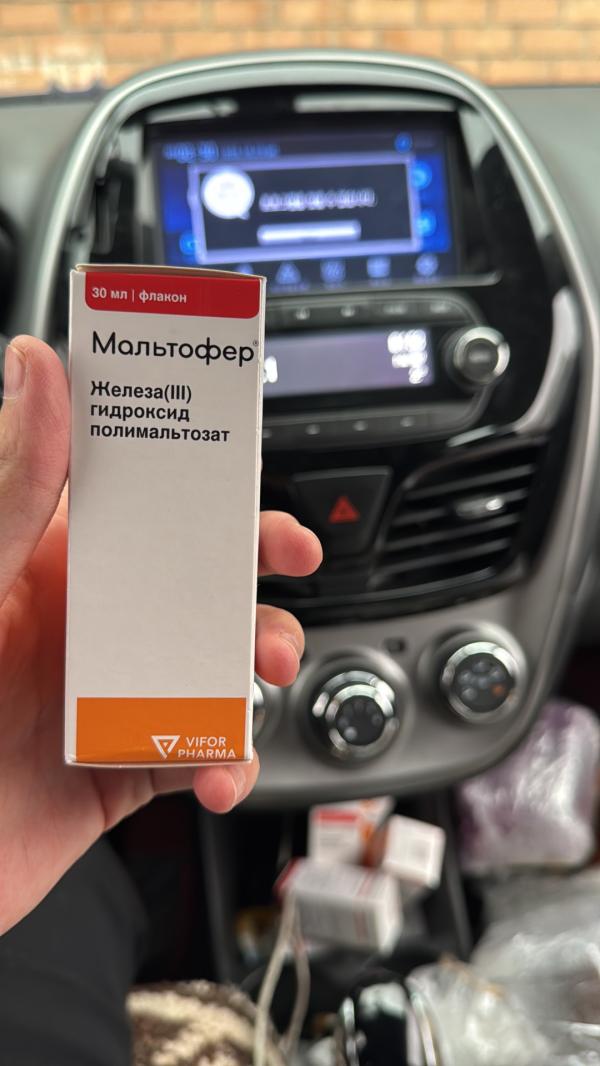 30 мл | флакон
Мальтофер®
Железа(III)
гидроксид
полимальтозат
VIFOR
PHARMA